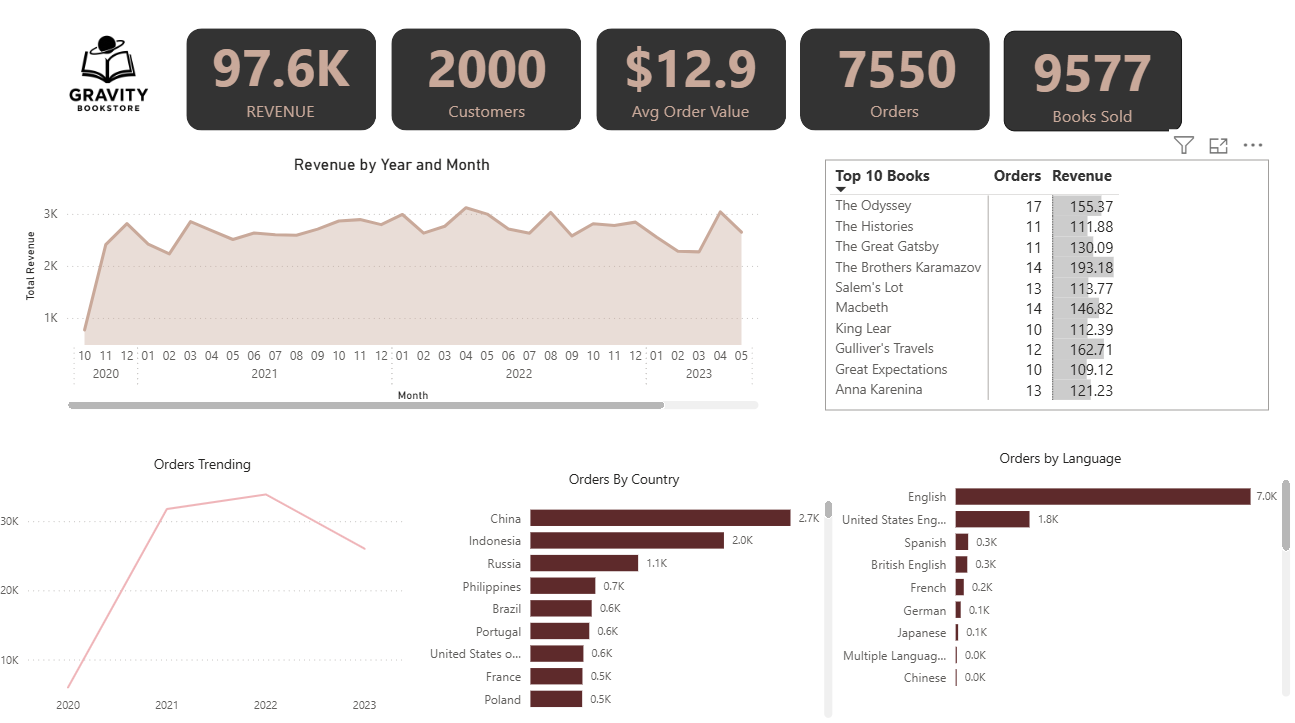 GRAVITY
BOOKSTORE
97.6K
REVENUE
2000
Customers
$12.9
Avg Order Value
7550
Orders
9577
Books Sold
Revenue by Year and Month
Total Revenue
3K
2K
1K
10 11 12 01 02 03 04 05 06 07 08 09 10 11 12 01 02 03 04 05 06 07 08 09 10 11 12 01 02 03 04 05
2020 2021 2022 2023
Month
Top 10 Books Orders Revenue
The Odyssey 17 155.37
The Histories 11 111.88
The Great Gatsby 11 130.09
The Brothers Karamazov 14 193.18
Salem's Lot 13 113.77
Macbeth 14 146.82
King Lear 10 112.39
Gulliver's Travels 12 162.71
Great Expectations 10 109.12
Anna Karenina 13 121.23
Orders Trending
30K
20K
10K
2020 2021 2022 2023
Orders By Country
China 2.7K
Indonesia 2.0K
Russia 1.1K
Philippines 0.7K
Brazil 0.6K
Portugal 0.6K
United States o... 0.6K
France 0.5K
Poland 0.5K
Orders by Language
English 7.0K
United States Eng... 1.8K
Spanish 0.3K
British English 0.3K
French 0.2K
German 0.1K
Japanese 0.1K
Multiple Languag... 0.0K
Chinese 0.0K